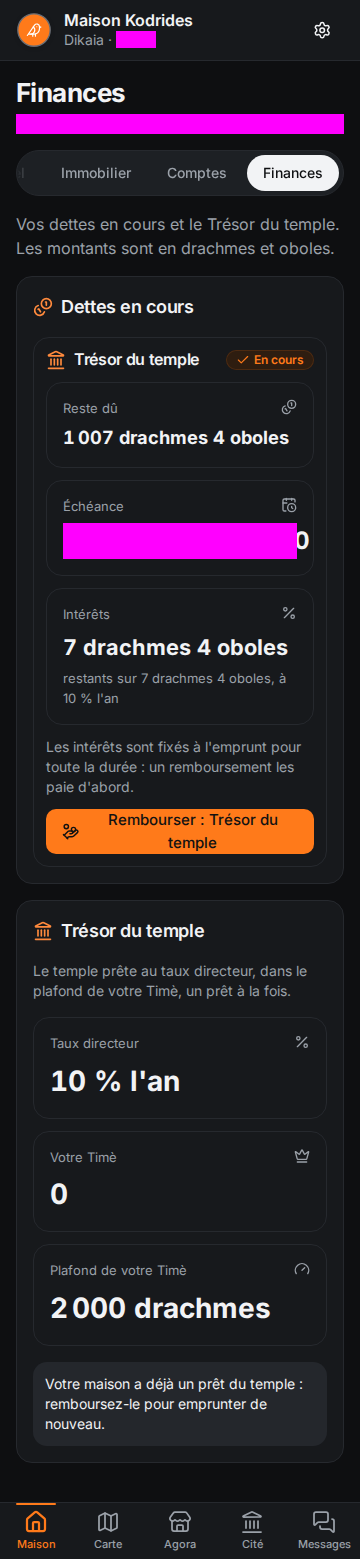 Maison Kodrides
Dikaia ·
Finances
Immobilier Comptes Finances
Vos dettes en cours et le Trésor du temple.
Les montants sont en drachmes et oboles.
Dettes en cours
Trésor du temple En cours
Reste dû
1 007 drachmes 4 oboles
Échéance
0
Intérêts
7 drachmes 4 oboles
restants sur 7 drachmes 4 oboles, à
10 % l'an
Les intérêts sont fixés à l'emprunt pour
toute la durée : un remboursement les
paie d'abord.
Rembourser : Trésor du
temple
Trésor du temple
Le temple prête au taux directeur, dans le
plafond de votre Timè, un prêt à la fois.
Taux directeur
10 % l'an
Votre Timè
0
Plafond de votre Timè
2 000 drachmes
Votre maison a déjà un prêt du temple :
remboursez-le pour emprunter de
nouveau.
Maison Carte Agora Cité Messages